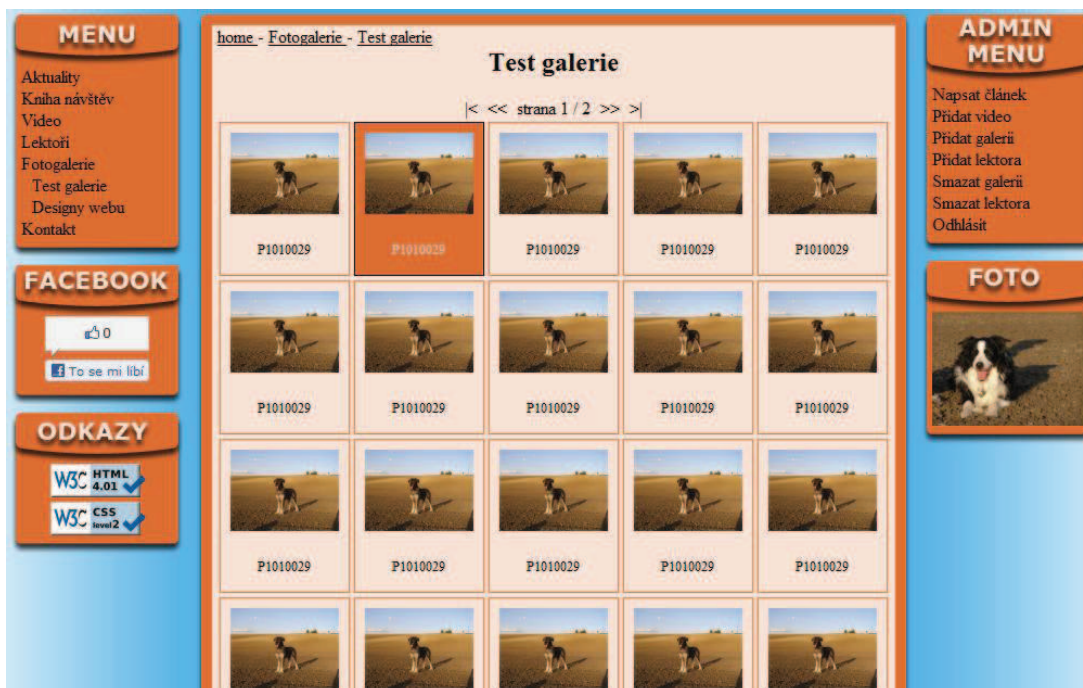 MENU
Aktuality
Kniha návštěv
Video
Lektoři
Fotogalerie
Test galerie
Designy webu
Kontakt
FACEBOOK
0
To se mi líbí
ODKAZY
W3C HTML 4.01
W3C CSS level 2
home - Fotogalerie - Test galerie
Test galerie
|< << strana 1 / 2 >> >|
P1010029 P1010029 P1010029 P1010029 P1010029
P1010029 P1010029 P1010029 P1010029 P1010029
P1010029 P1010029 P1010029 P1010029 P1010029
ADMIN
MENU
Napsat článek
Přidat video
Přidat galerii
Přidat lektora
Smazat galerii
Smazat lektora
Odhlásit
FOTO